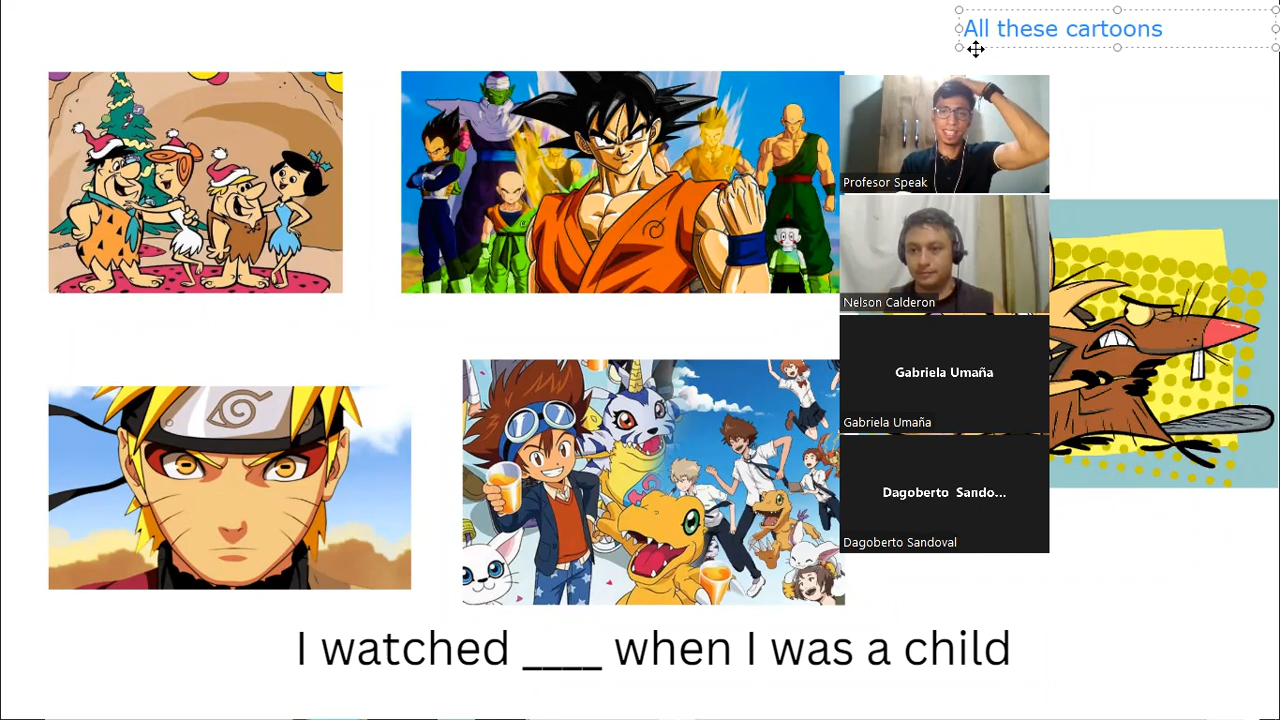 All these cartoons
Profesor Speak
Nelson Calderon
Gabriela Umaña
Gabriela Umaña
Dagoberto Sando...
Dagoberto Sandoval
I watched ____ when I was a child